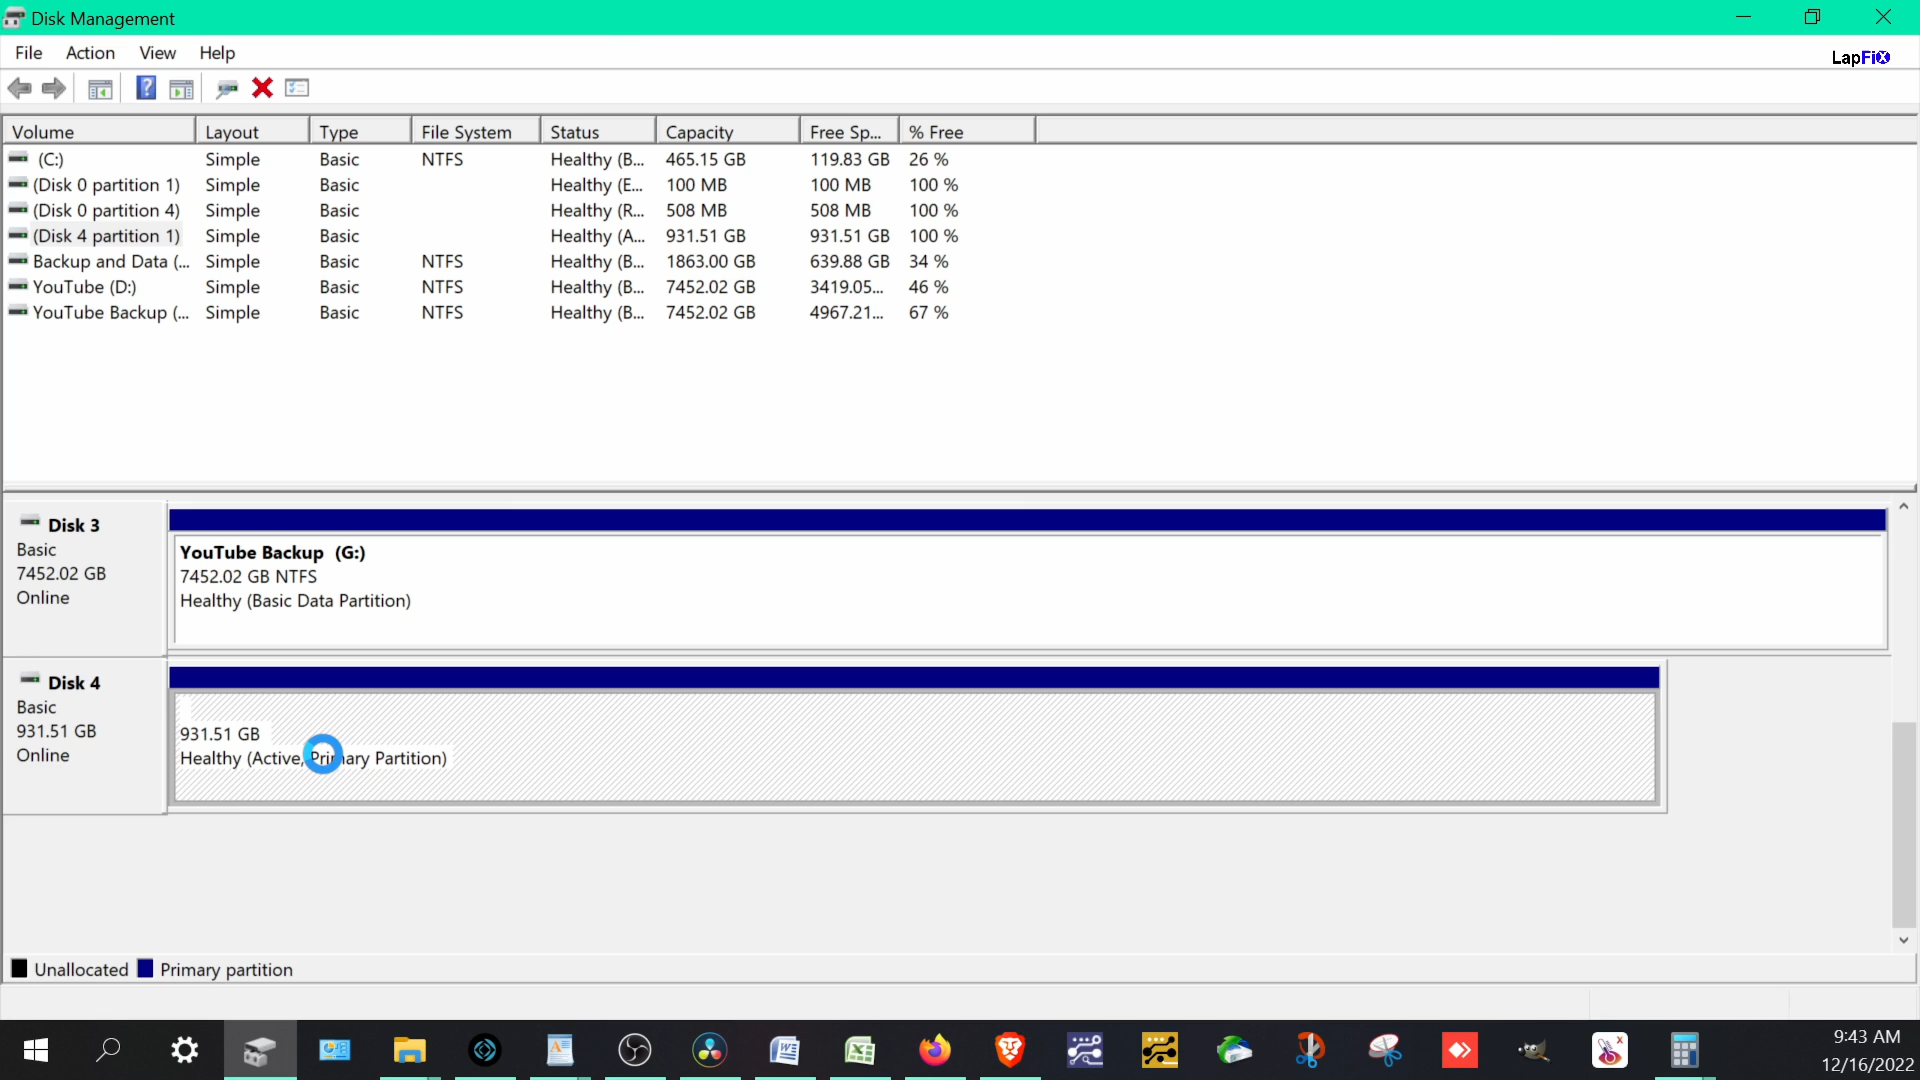 Disk Management
File Action View Help
LapFiX
Volume Layout Type File System Status Capacity Free Sp... % Free
(C:) Simple Basic NTFS Healthy (B... 465.15 GB 119.83 GB 26 %
(Disk 0 partition 1) Simple Basic Healthy (E... 100 MB 100 MB 100 %
(Disk 0 partition 4) Simple Basic Healthy (R... 508 MB 508 MB 100 %
(Disk 4 partition 1) Simple Basic Healthy (A... 931.51 GB 931.51 GB 100 %
Backup and Data (... Simple Basic NTFS Healthy (B... 1863.00 GB 639.88 GB 34 %
YouTube (D:) Simple Basic NTFS Healthy (B... 7452.02 GB 3419.05... 46 %
YouTube Backup (... Simple Basic NTFS Healthy (B... 7452.02 GB 4967.21... 67 %
Disk 3
Basic
7452.02 GB
Online
YouTube Backup (G:)
7452.02 GB NTFS
Healthy (Basic Data Partition)
Disk 4
Basic
931.51 GB
Online
931.51 GB
Healthy (Active, Primary Partition)
Unallocated Primary partition
9:43 AM
12/16/2022